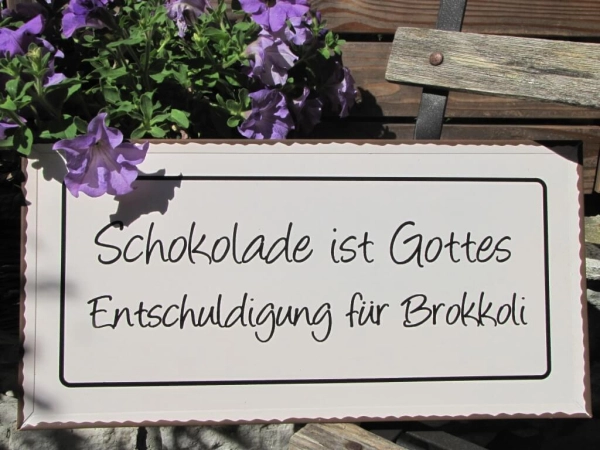 Schokolade ist Gottes
Entschuldigung für Brokkoli